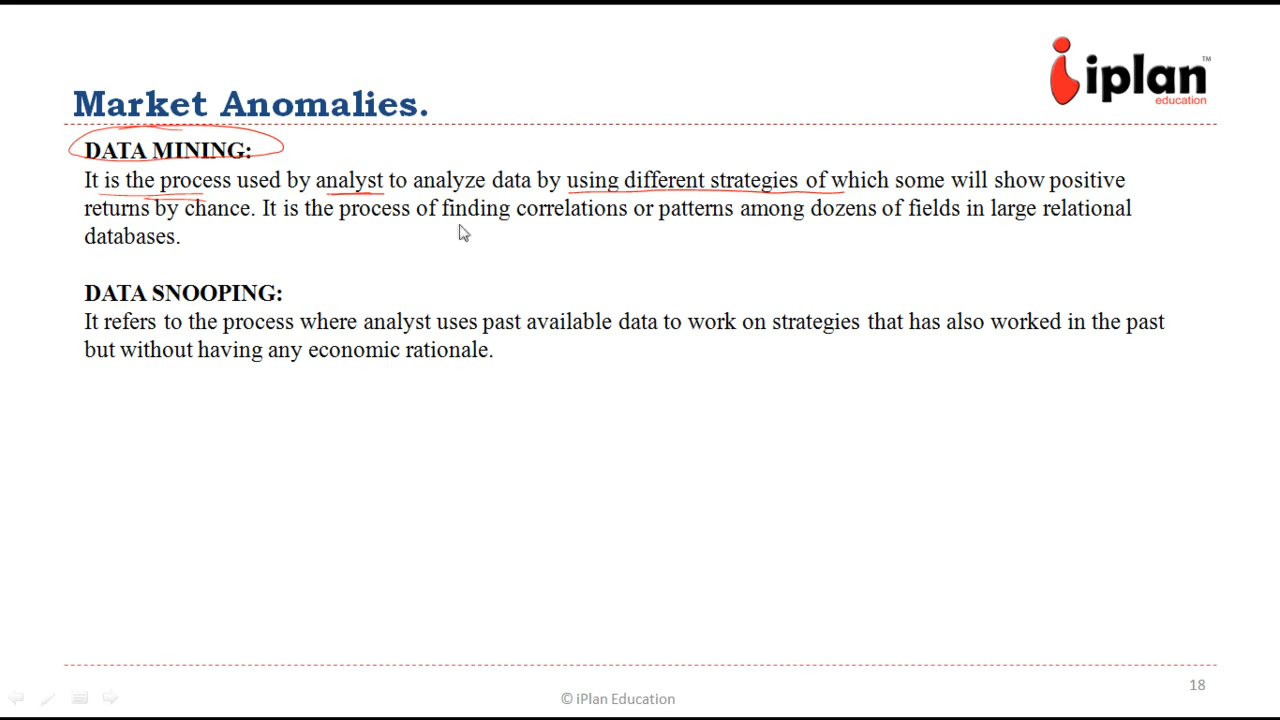 iplan™
education
Market Anomalies.
DATA MINING:
It is the process used by analyst to analyze data by using different strategies of which some will show positive
returns by chance. It is the process of finding correlations or patterns among dozens of fields in large relational
databases.
DATA SNOOPING:
It refers to the process where analyst uses past available data to work on strategies that has also worked in the past
but without having any economic rationale.
© iPlan Education
18